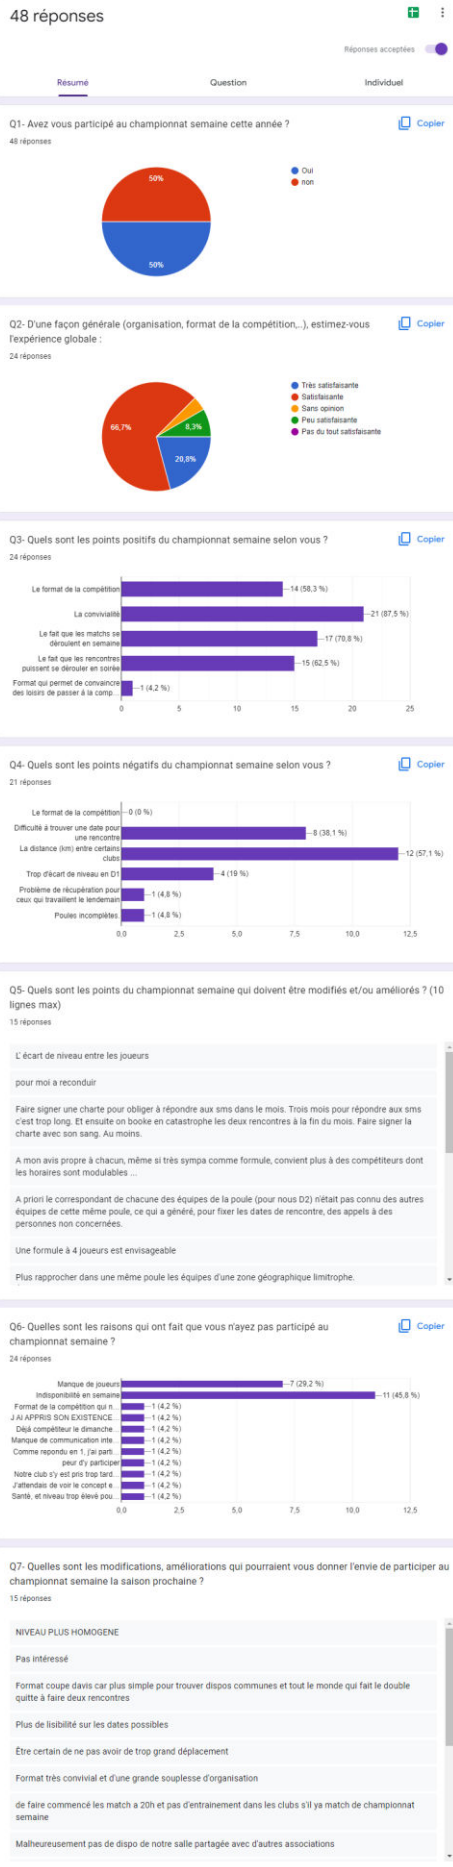 48 réponses
Réponses acceptées
Résumé
Question
Individuel
Q1- Avez vous participé au championnat semaine cette année ?
Copier
48 réponses
50%
50%
Oui
non
Q2- D'une façon générale (organisation, format de la compétition,..), estimez-vous
l'expérience globale :
Copier
24 réponses
66,7%
8,3%
20,8%
Très satisfaisante
Satisfaisante
Sans opinion
Peu satisfaisante
Pas du tout satisfaisante
Q3- Quels sont les points positifs du championnat semaine selon vous ?
Copier
24 réponses
Le format de la compétition
14 (58,3 %)
La convivialité
21 (87,5 %)
Le fait que les matchs se
déroulent en semaine
17 (70,8 %)
Le fait que les rencontres
puissent se dérouler en soirée
15 (62,5 %)
Format qui permet de convaincre
des loisirs de passer à la comp…
1 (4,2 %)
0 5 10 15 20 25
Q4- Quels sont les points négatifs du championnat semaine selon vous ?
Copier
21 réponses
Le format de la compétition
0 (0 %)
Difficulté à trouver une date pour
une rencontre
8 (38,1 %)
La distance (km) entre certains
clubs
12 (57,1 %)
Trop d'écart de niveau en D1
4 (19 %)
Problème de récupération pour
ceux qui travaillent le lendemain
1 (4,8 %)
Poules incomplètes.
1 (4,8 %)
0,0 2,5 5,0 7,5 10,0 12,5
Q5- Quels sont les points du championnat semaine qui doivent être modifiés et/ou améliorés ? (10
lignes max)
15 réponses
L' écart de niveau entre les joueurs
pour moi a reconduir
Faire signer une charte pour obliger à répondre aux sms dans le mois. Trois mois pour répondre aux sms
c'est trop long. Et ensuite on booke en catastrophe les deux rencontres à la fin du mois. Faire signer la
charte avec son sang. Au moins.
A mon avis propre à chacun, même si très sympa comme formule, convient plus à des compétiteurs dont
les horaires sont modulables ...
A priori le correspondant de chacune des équipes de la poule (pour nous D2) n'était pas connu des autres
équipes de cette même poule, ce qui a généré, pour fixer les dates de rencontre, des appels à des
personnes non concernées.
Une formule à 4 joueurs est envisageable
Plus rapprocher dans une même poule les équipes d'une zone géographique limitrophe.
Q6- Quelles sont les raisons qui ont fait que vous n'ayez pas participé au
championnat semaine ?
Copier
24 réponses
Manque de joueurs
7 (29,2 %)
Indisponibilité en semaine
11 (45,8 %)
Format de la compétition qui n…
1 (4,2 %)
J AI APPRIS SON EXISTENCE…
1 (4,2 %)
Déjà compétiteur le dimanche…
1 (4,2 %)
Manque de communication inte…
1 (4,2 %)
Comme repondu en 1, j'ai parti…
1 (4,2 %)
peur d'y participer
1 (4,2 %)
Notre club s'y est pris trop tard…
1 (4,2 %)
J'attendais de voir le concept e…
1 (4,2 %)
Santé, et niveau trop élevé pou…
1 (4,2 %)
0,0 2,5 5,0 7,5 10,0 12,5
Q7- Quelles sont les modifications, améliorations qui pourraient vous donner l'envie de participer au
championnat semaine la saison prochaine ?
15 réponses
NIVEAU PLUS HOMOGENE
Pas intéressé
Format coupe davis car plus simple pour trouver dispos communes et tout le monde qui fait le double
quitte à faire deux rencontres
Plus de lisibilité sur les dates possibles
Être certain de ne pas avoir de trop grand déplacement
Format très convivial et d'une grande souplesse d'organisation
de faire commencé les match a 20h et pas d'entrainement dans les clubs s'il ya match de championnat
semaine
Malheureusement pas de dispo de notre salle partagée avec d'autres associations